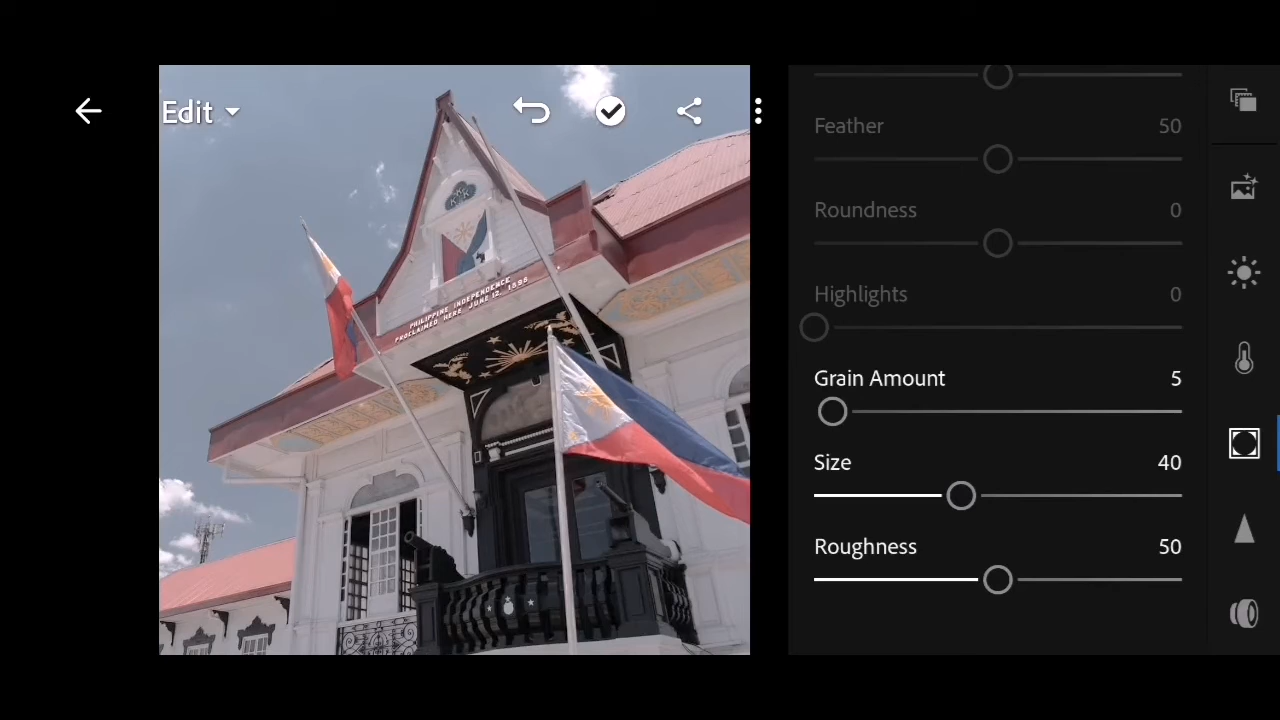 Edit
Feather 50
Roundness 0
Highlights 0
Grain Amount 5
Size 40
Roughness 50
K
K K
PHILIPPINE INDEPENDENCE
PROCLAIMED HERE JUNE 12, 1898